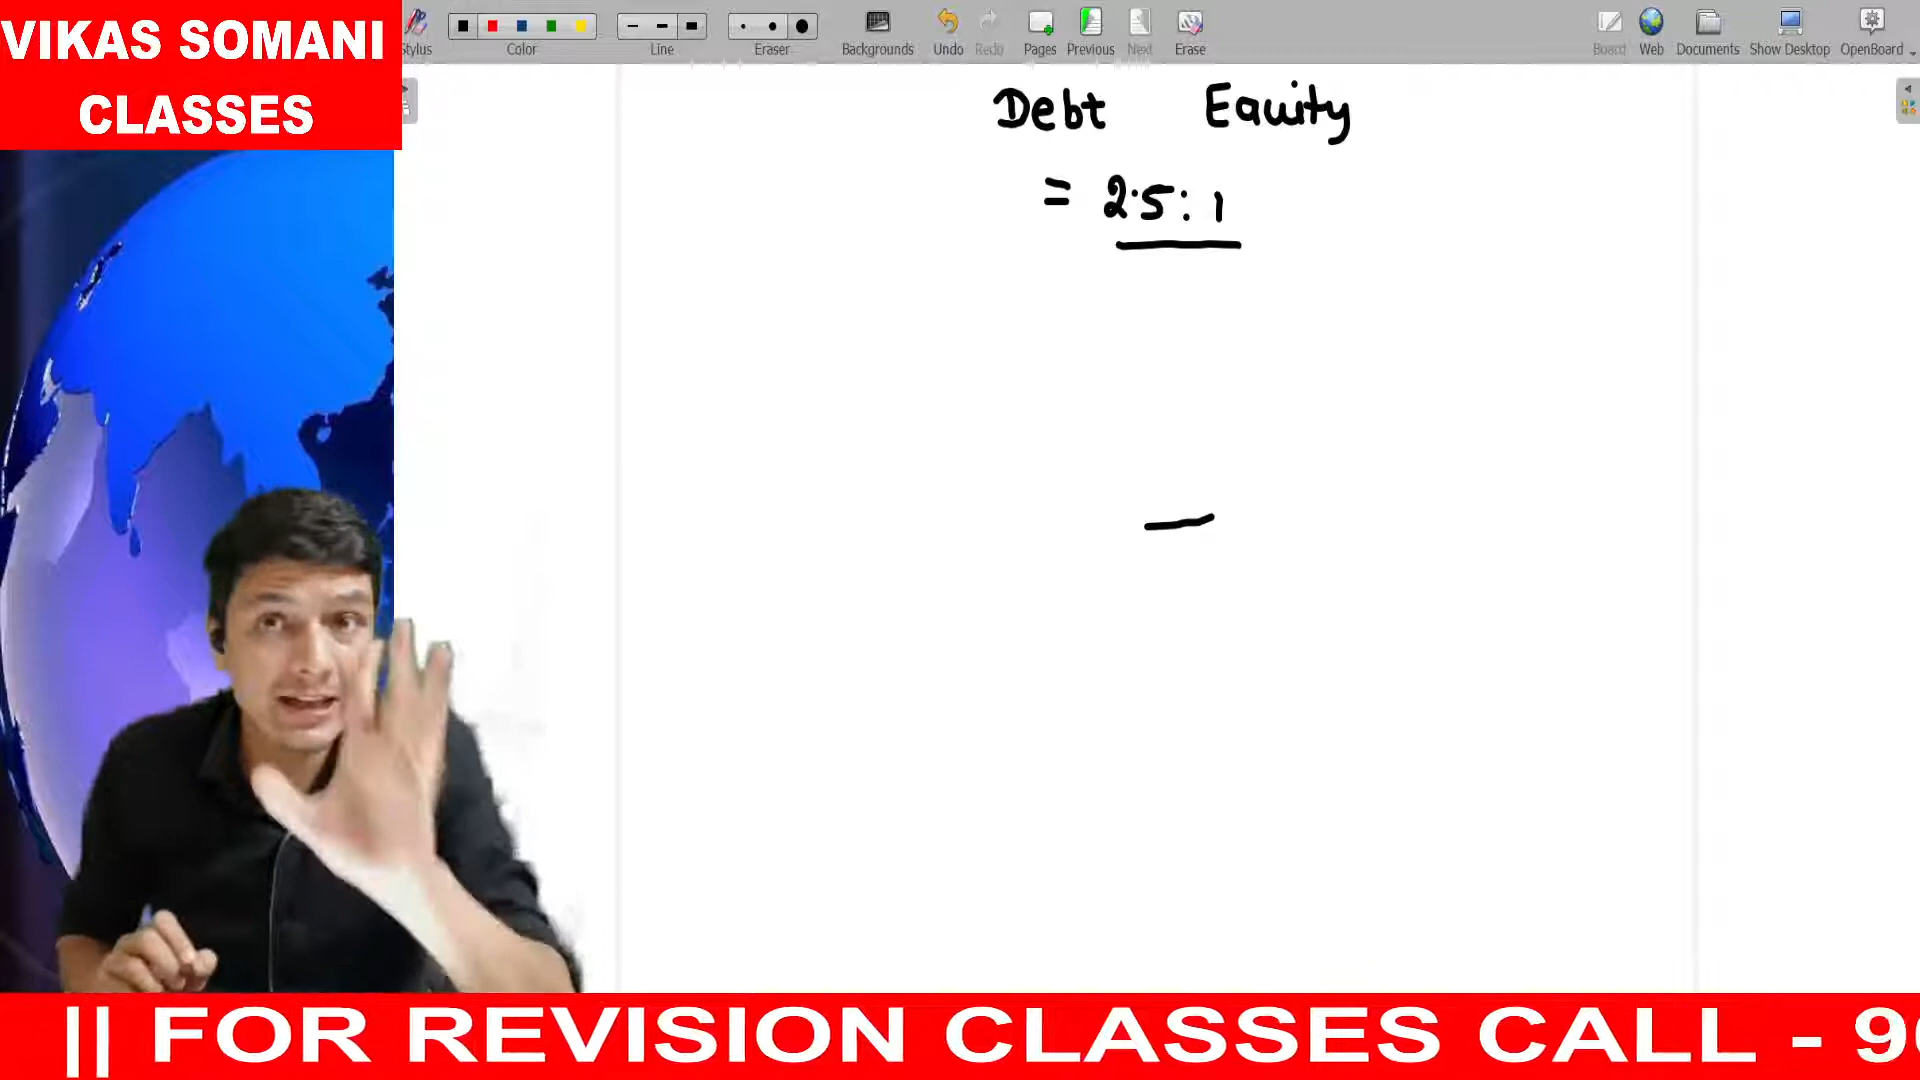 VIKAS SOMANI
CLASSES
Stylus
Color
Line
Eraser
Backgrounds
Undo
Redo
Pages
Previous
Next
Erase
Board
Web
Documents
Show Desktop
OpenBoard
Debt Equity
= 2.5 : 1
|| FOR REVISION CLASSES CALL - 90